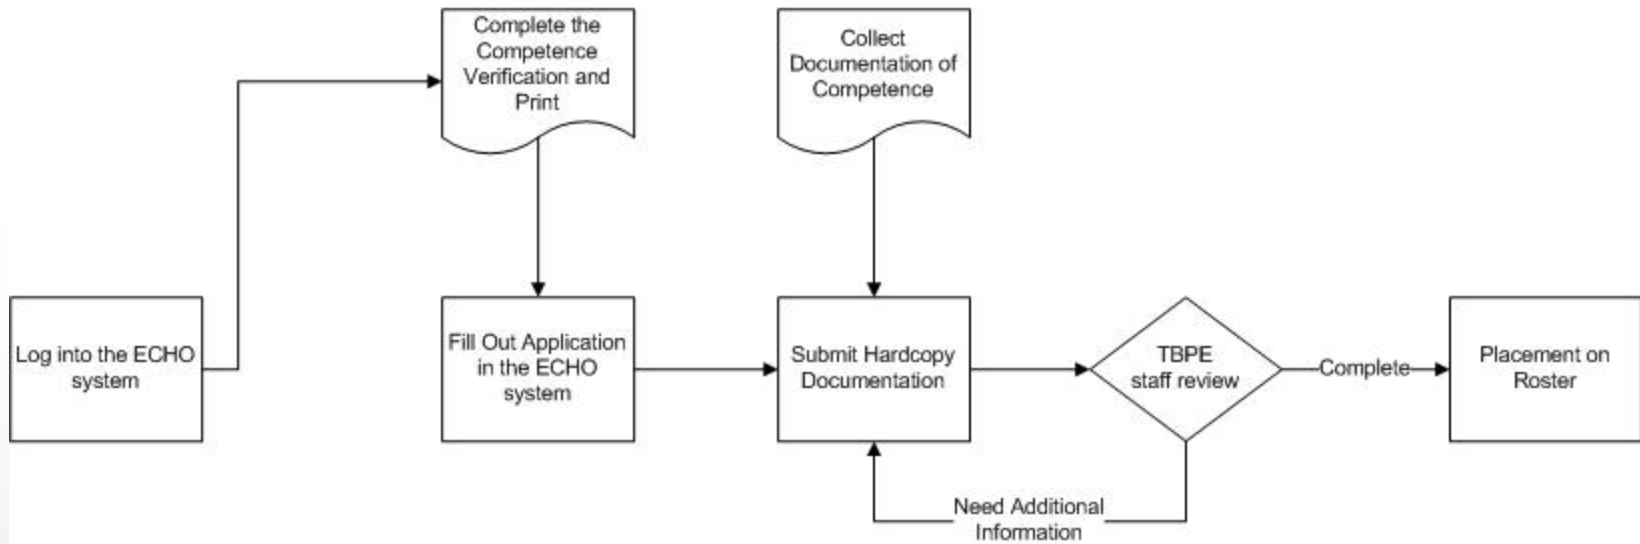 Complete the
Competence
Verification and
Print
Collect
Documentation of
Competence
Log into the ECHO
system
Fill Out Application
in the ECHO
system
Submit Hardcopy
Documentation
TBPE
staff review
Complete
Placement on
Roster
Need Additional
Information